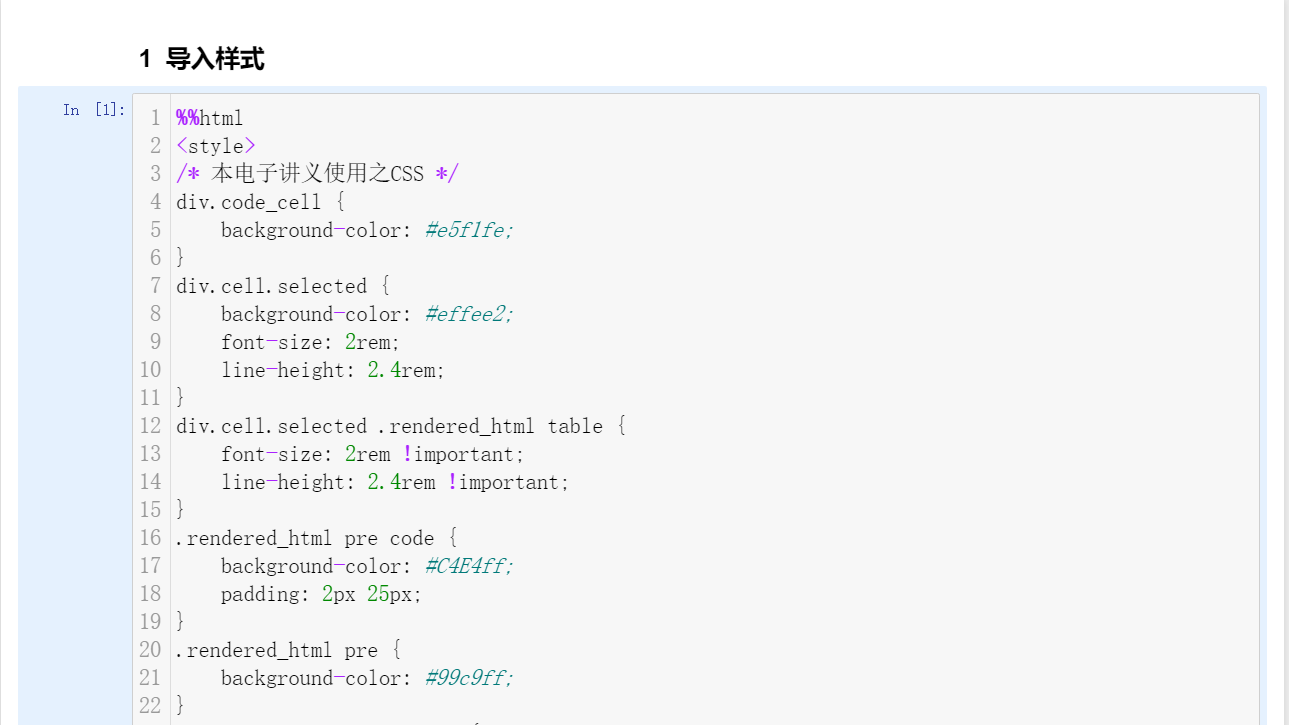 1 导入样式
In [1]:
1 %%html
2 <style>
3 /* 本电子讲义使用之CSS */
4 div.code_cell {
5     background-color: #e5f1fe;
6 }
7 div.cell.selected {
8     background-color: #effee2;
9     font-size: 2rem;
10     line-height: 2.4rem;
11 }
12 div.cell.selected .rendered_html table {
13     font-size: 2rem !important;
14     line-height: 2.4rem !important;
15 }
16 .rendered_html pre code {
17     background-color: #C4E4ff;
18     padding: 2px 25px;
19 }
20 .rendered_html pre {
21     background-color: #99c9ff;
22 }